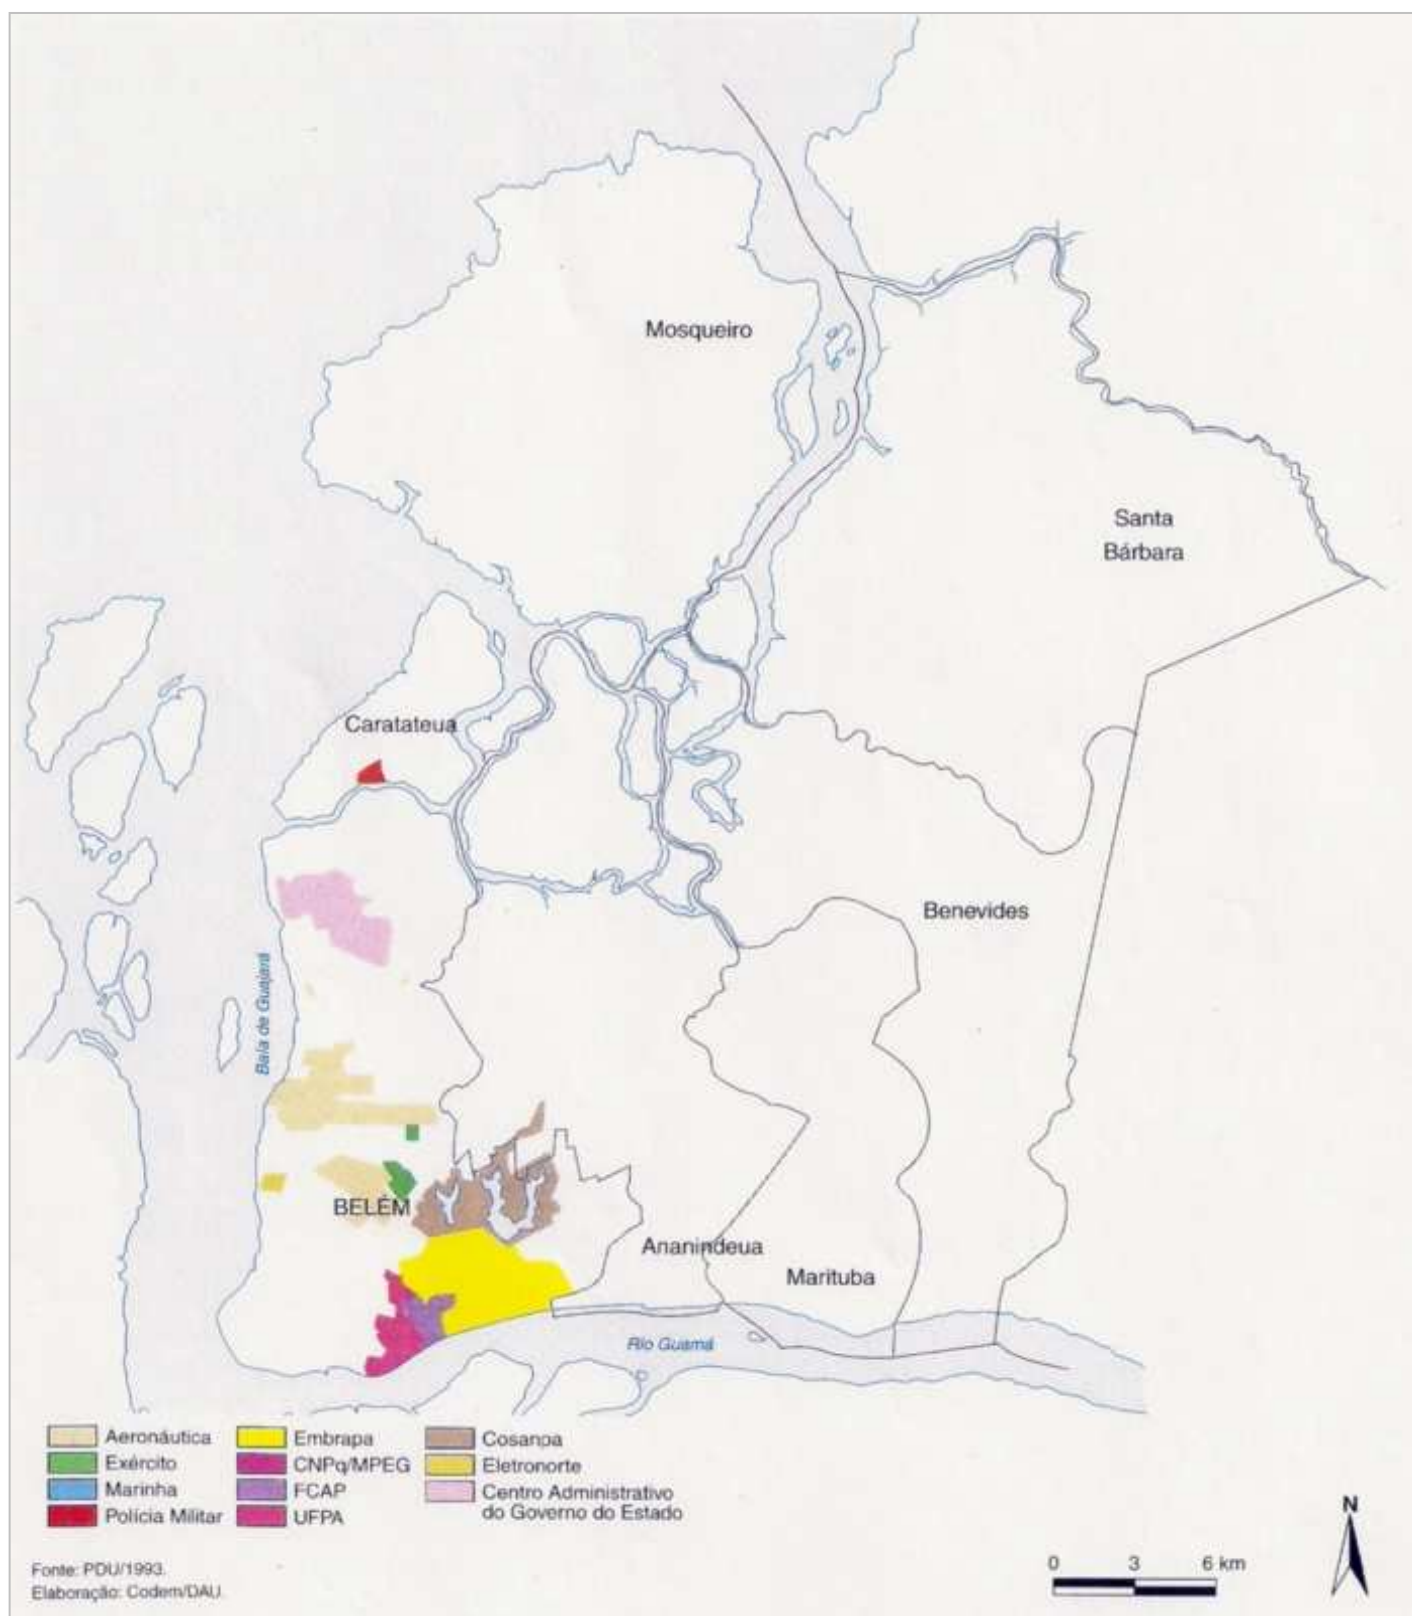 Mosqueiro
Santa
Bárbara
Caratateua
Benevides
Baía de Guajará
BELÉM
Ananindeua
Marituba
Rio Guamá
Aeronáutica
Exército
Marinha
Polícia Militar
Embrapa
CNPq/MPEG
FCAP
UFPA
Cosanpa
Eletronorte
Centro Administrativo
do Governo do Estado
Fonte: PDU/1993.
Elaboração: Codem/DAU.
0 3 6 km
N